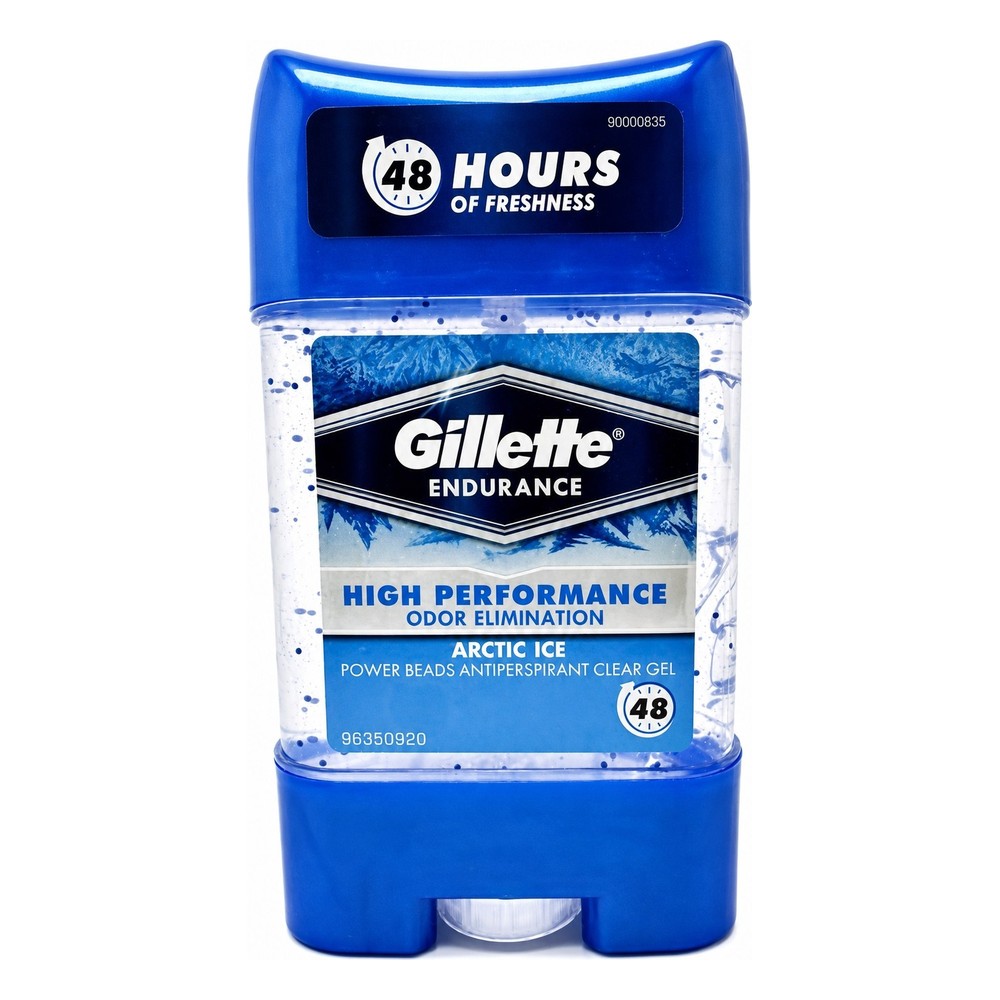 90000835
48 HOURS
OF FRESHNESS
Gillette®
ENDURANCE
HIGH PERFORMANCE
ODOR ELIMINATION
ARCTIC ICE
POWER BEADS ANTIPERSPIRANT CLEAR GEL
48
96350920